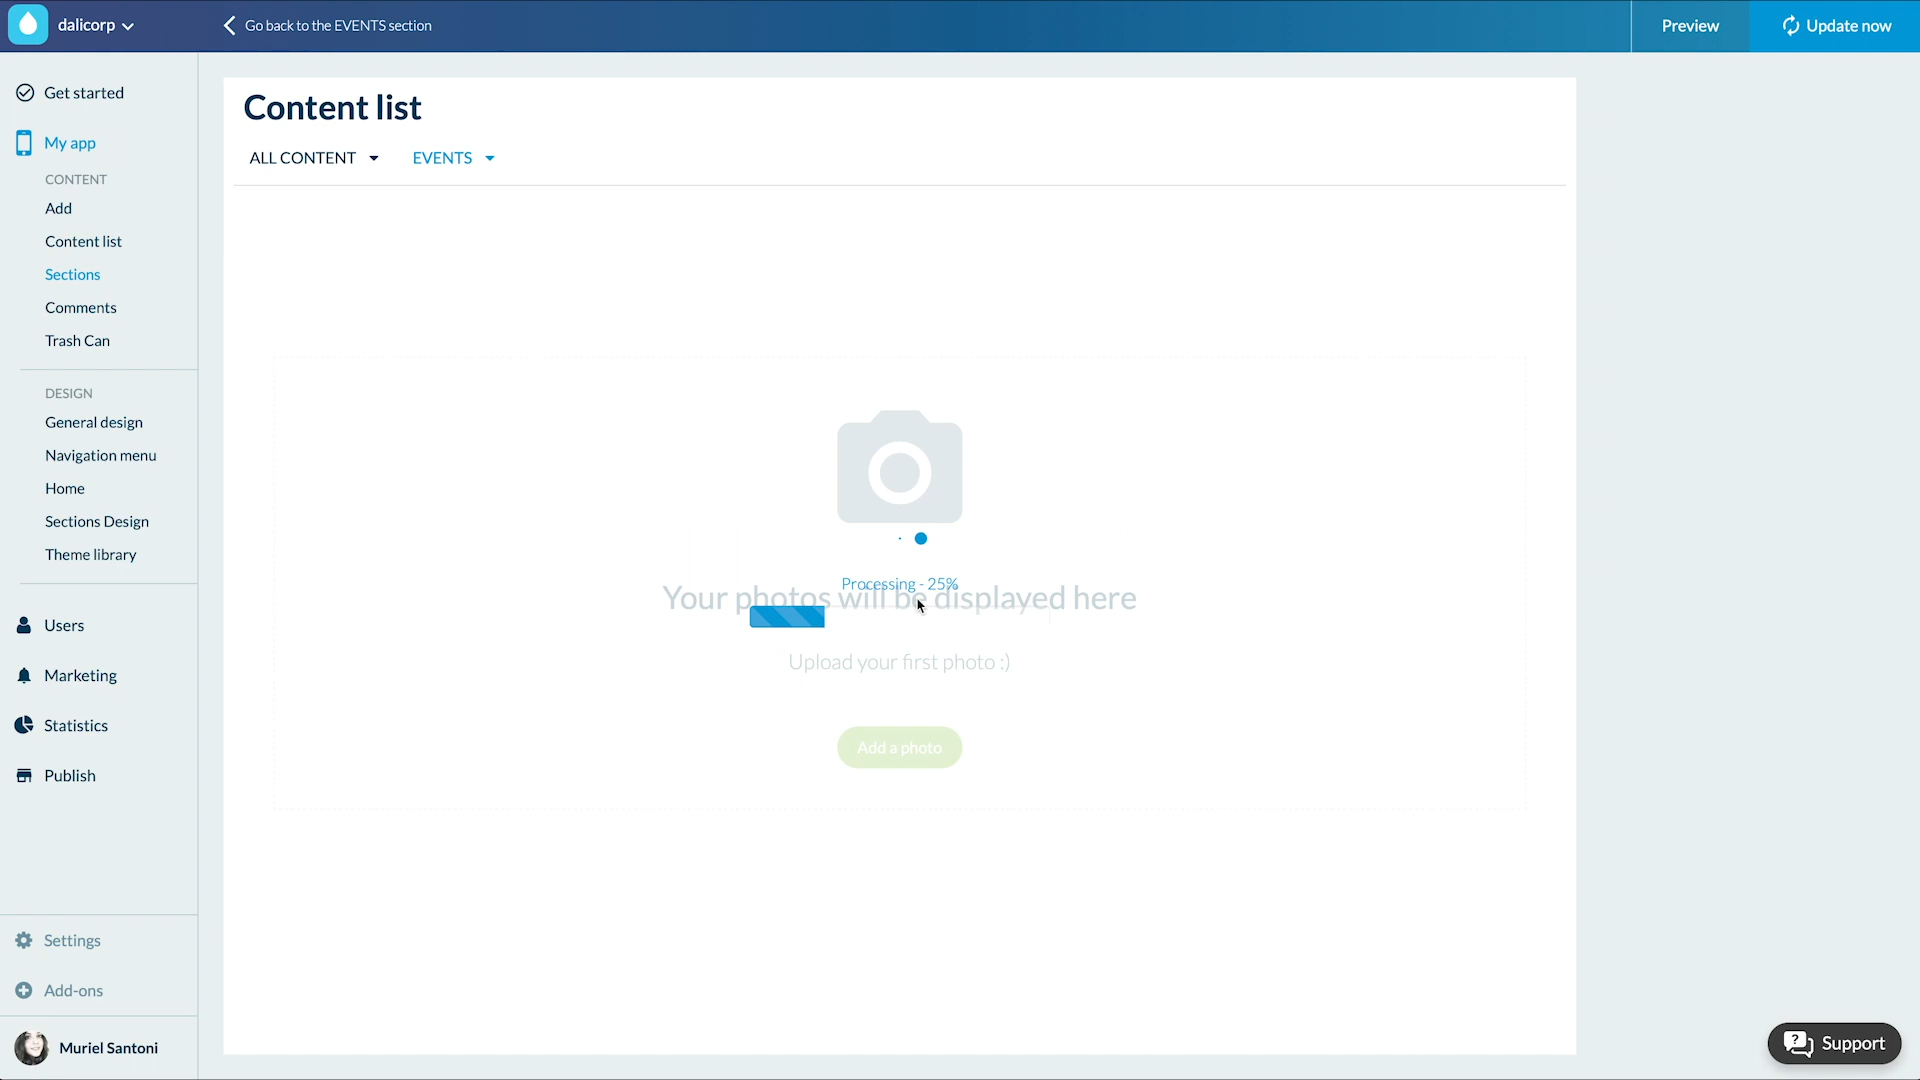 dalicorp
Go back to the EVENTS section
Preview
Update now
Get started
My app
CONTENT
Add
Content list
Sections
Comments
Trash Can
DESIGN
General design
Navigation menu
Home
Sections Design
Theme library
Users
Marketing
Statistics
Publish
Settings
Add-ons
Muriel Santoni
Content list
ALL CONTENT
EVENTS
Processing - 25%
Your photos will be displayed here
Upload your first photo :)
Add a photo
? Support